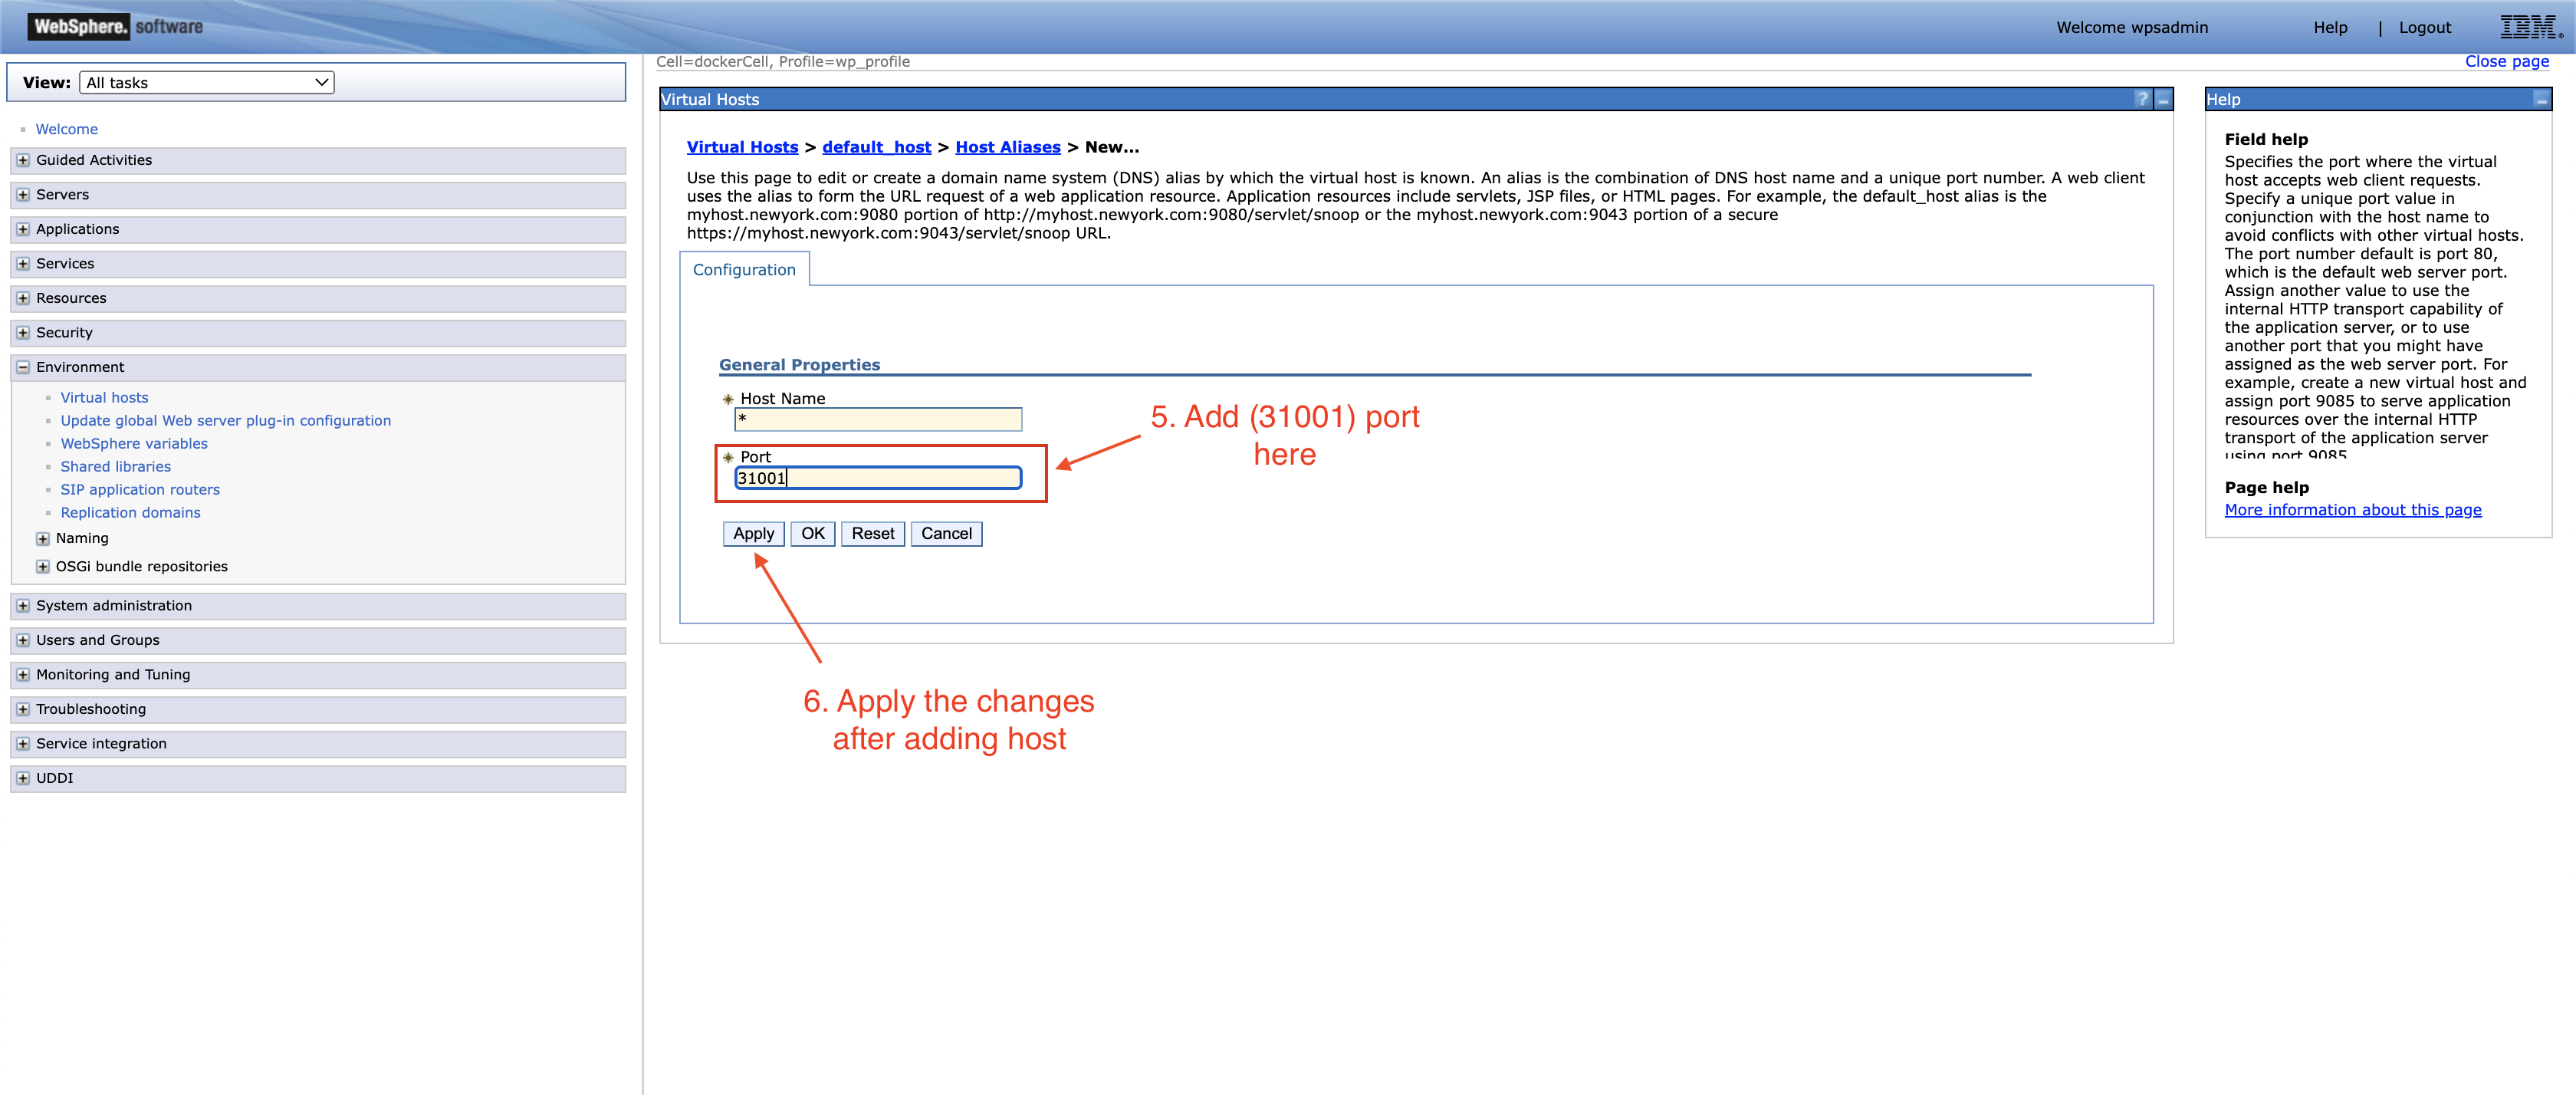 WebSphere. software
Welcome wpsadmin
Help | Logout
IBM
View: All tasks
Welcome
Guided Activities
Servers
Applications
Services
Resources
Security
Environment
Virtual hosts
Update global Web server plug-in configuration
WebSphere variables
Shared libraries
SIP application routers
Replication domains
Naming
OSGi bundle repositories
System administration
Users and Groups
Monitoring and Tuning
Troubleshooting
Service integration
UDDI
Cell=dockerCell, Profile=wp_profile
Close page
Virtual Hosts
?
Virtual Hosts > default_host > Host Aliases > New...
Use this page to edit or create a domain name system (DNS) alias by which the virtual host is known. An alias is the combination of DNS host name and a unique port number. A web client
uses the alias to form the URL request of a web application resource. Application resources include servlets, JSP files, or HTML pages. For example, the default_host alias is the
myhost.newyork.com:9080 portion of http://myhost.newyork.com:9080/servlet/snoop or the myhost.newyork.com:9043 portion of a secure
https://myhost.newyork.com:9043/servlet/snoop URL.
Configuration
General Properties
Host Name
*
Port
31001
5. Add (31001) port
here
Apply OK Reset Cancel
6. Apply the changes
after adding host
Help
Field help
Specifies the port where the virtual
host accepts web client requests.
Specify a unique port value in
conjunction with the host name to
avoid conflicts with other virtual hosts.
The port number default is port 80,
which is the default web server port.
Assign another value to use the
internal HTTP transport capability of
the application server, or to use
another port that you might have
assigned as the web server port. For
example, create a new virtual host and
assign port 9085 to serve application
resources over the internal HTTP
transport of the application server
using port 9085.
Page help
More information about this page